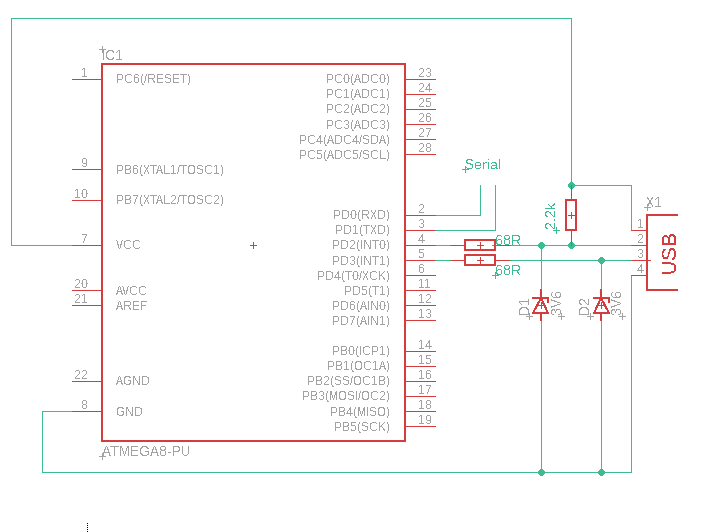 IC1
1 PC6(/RESET) PC0(ADC0) 23
PC1(ADC1) 24
PC2(ADC2) 25
PC3(ADC3) 26
PC4(ADC4/SDA) 27
PC5(ADC5/SCL) 28
Serial
9 PB6(XTAL1/TOSC1)
10 PB7(XTAL2/TOSC2)
PD0(RXD) 2
PD1(TXD) 3
7 VCC PD2(INT0) 4
PD3(INT1) 5
PD4(T0/XCK) 6
20 AVCC PD5(T1) 11
21 AREF PD6(AIN0) 12
PD7(AIN1) 13
PB0(ICP1) 14
PB1(OC1A) 15
22 AGND PB2(SS/OC1B) 16
PB3(MOSI/OC2) 17
8 GND PB4(MISO) 18
PB5(SCK) 19
ATMEGA8-PU
68R
68R
2.2k
D1
3V6
D2
3V6
X1
1
2
3
4
USB